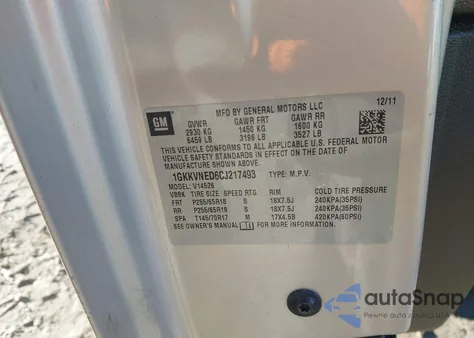 MFD BY GENERAL MOTORS LLC 12/11
GM GVWR GAWR FRT GAWR RR
2930 KG 1450 KG 1600 KG
6459 LB 3196 LB 3527 LB
THIS VEHICLE CONFORMS TO ALL APPLICABLE U.S. FEDERAL MOTOR
VEHICLE SAFETY STANDARDS IN EFFECT ON THE DATE OF
MANUFACTURE SHOWN ABOVE.
1GKKVNED6CJ217493 TYPE: M.P.V.
MODEL: V14526
VBBK TIRE SIZE SPEED RTG RIM COLD TIRE PRESSURE
FRT P255/65R18 S 18X7.5J 240KPA(35PSI)
RR P255/65R18 S 18X7.5J 240KPA(35PSI)
SPA T145/70R17 M 17X4.5B 420KPA(60PSI)
SEE OWNER'S MANUAL FOR MORE INFORMATION.
autoSnap
Pewne auto z USA